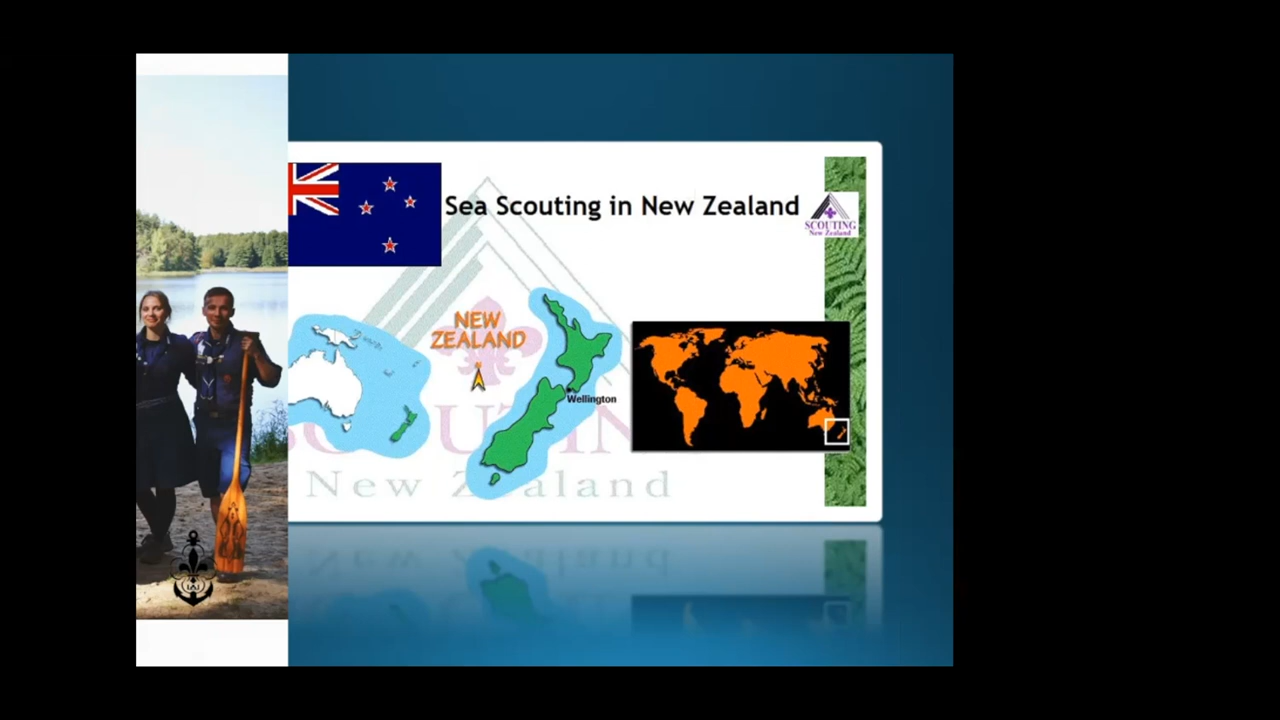 Sea Scouting in New Zealand
SCOUTING
New Zealand
NEW
ZEALAND
Wellington
New Zealand